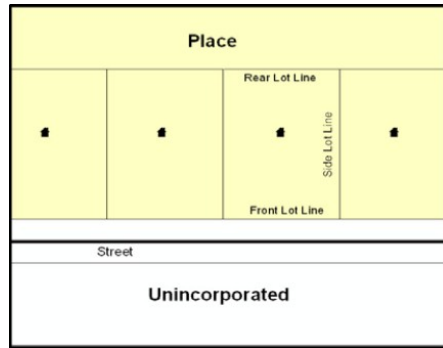 Place
Rear Lot Line
Side Lot Line
Front Lot Line
Street
Unincorporated